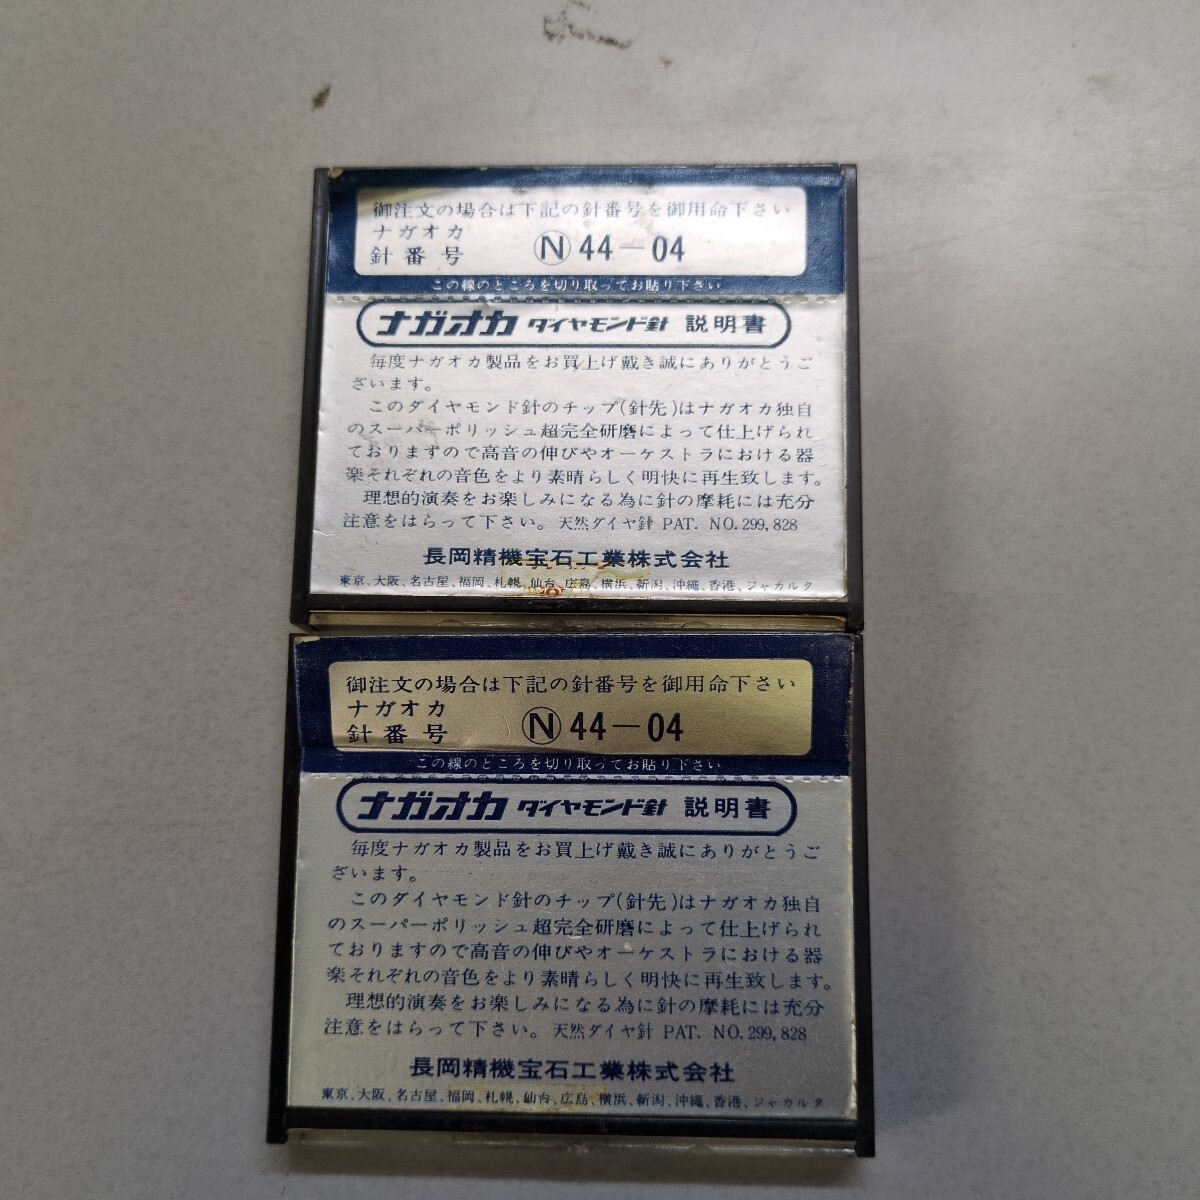 御注文の場合は下記の針番号を御用命下さい
ナガオカ
針番号 Ⓝ 44-04
この線のところを切り取ってお貼り下さい
ナガオカ ダイヤモンド針 説明書
毎度ナガオカ製品をお買上げ戴き誠にありがとうご
ざいます。
このダイヤモンド針のチップ(針先)はナガオカ独自
のスーパーポリッシュ超完全研磨によって仕上げられ
ておりますので高音の伸びやオーケストラにおける器
楽それぞれの音色をより素晴らしく明快に再生致します。
理想的演奏をお楽しみになる為に針の摩耗には充分
注意をはらって下さい。天然ダイヤ針 PAT. NO. 299, 828
長岡精機宝石工業株式会社
東京、大阪、名古屋、福岡、札幌、仙台、広島、横浜、新潟、沖縄、香港、ジャカルタ
御注文の場合は下記の針番号を御用命下さい
ナガオカ
針番号 Ⓝ 44-04
この線のところを切り取ってお貼り下さい
ナガオカ ダイヤモンド針 説明書
毎度ナガオカ製品をお買上げ戴き誠にありがとうご
ざいます。
このダイヤモンド針のチップ(針先)はナガオカ独自
のスーパーポリッシュ超完全研磨によって仕上げられ
ておりますので高音の伸びやオーケストラにおける器
楽それぞれの音色をより素晴らしく明快に再生致します。
理想的演奏をお楽しみになる為に針の摩耗には充分
注意をはらって下さい。天然ダイヤ針 PAT. NO. 299, 828
長岡精機宝石工業株式会社
東京、大阪、名古屋、福岡、札幌、仙台、広島、横浜、新潟、沖縄、香港、ジャカルタ